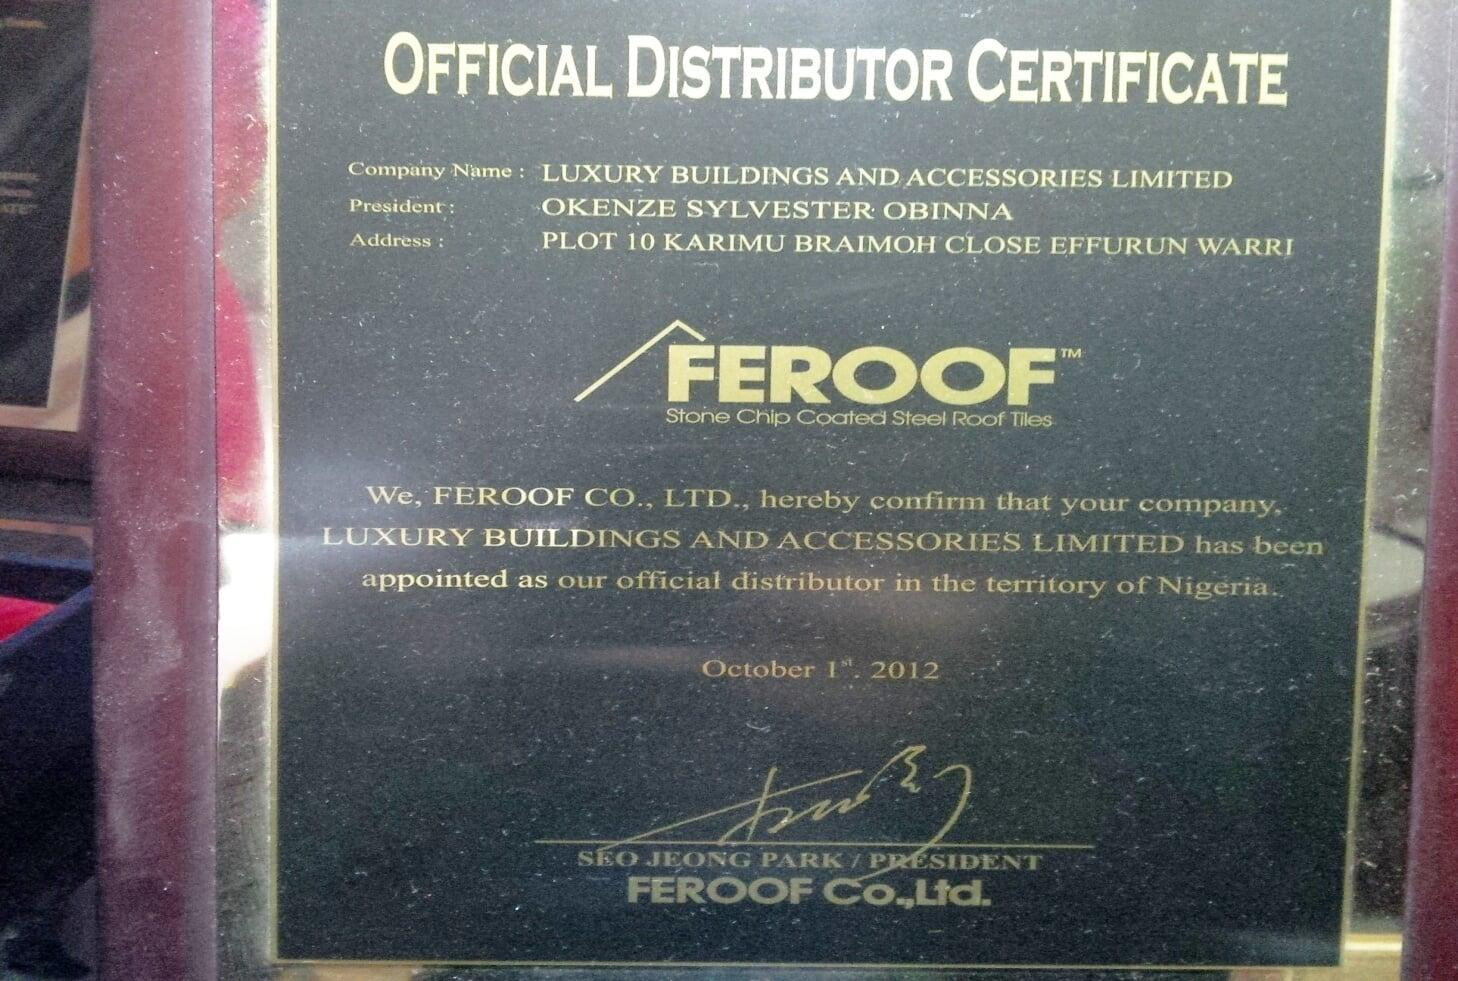 OFFICIAL DISTRIBUTOR CERTIFICATE
Company Name : LUXURY BUILDINGS AND ACCESSORIES LIMITED
President : OKENZE SYLVESTER OBINNA
Address : PLOT 10 KARIMU BRAIMOH CLOSE EFFURUN WARRI
FEROOF™
Stone Chip Coated Steel Roof Tiles
We, FEROOF CO., LTD., hereby confirm that your company,
LUXURY BUILDINGS AND ACCESSORIES LIMITED has been
appointed as our official distributor in the territory of Nigeria.
October 1st. 2012
SEO JEONG PARK / PRESIDENT
FEROOF Co.,Ltd.